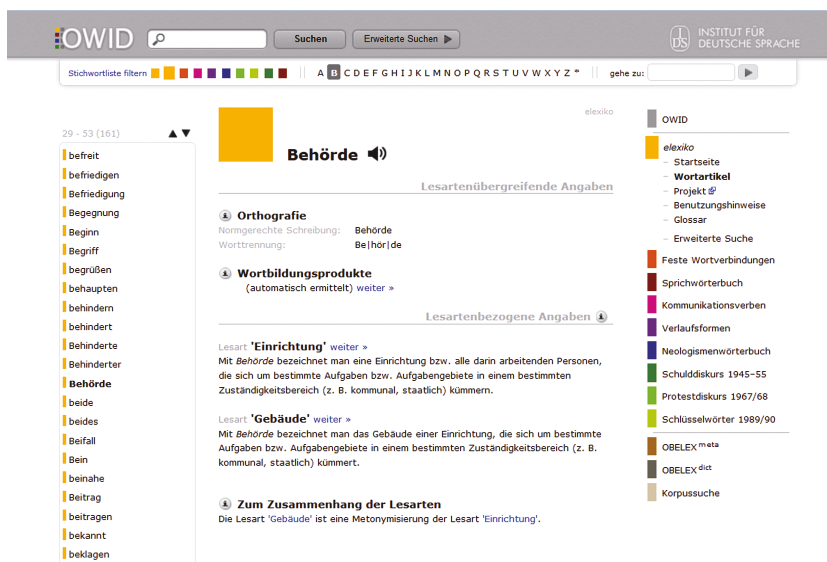 OWID
Suchen
Erweiterte Suchen
IDS
INSTITUT FÜR
DEUTSCHE SPRACHE
Stichwortliste filtern
A B C D E F G H I J K L M N O P Q R S T U V W X Y Z *
gehe zu:
29 - 53 (161)
befreit
befriedigen
Befriedigung
Begegnung
Beginn
Begriff
begrüßen
behaupten
behindern
behindert
Behinderte
Behinderter
Behörde
beide
beides
Beifall
Bein
beinahe
Beitrag
beitragen
bekannt
beklagen
elexiko
Behörde
Lesartenübergreifende Angaben
Orthografie
Normgerechte Schreibung: Behörde
Worttrennung: Be|hör|de
Wortbildungsprodukte
(automatisch ermittelt) weiter »
Lesartenbezogene Angaben
Lesart 'Einrichtung' weiter »
Mit Behörde bezeichnet man eine Einrichtung bzw. alle darin arbeitenden Personen,
die sich um bestimmte Aufgaben bzw. Aufgabengebiete in einem bestimmten
Zuständigkeitsbereich (z. B. kommunal, staatlich) kümmern.
Lesart 'Gebäude' weiter »
Mit Behörde bezeichnet man das Gebäude einer Einrichtung, die sich um bestimmte
Aufgaben bzw. Aufgabengebiete in einem bestimmten Zuständigkeitsbereich (z. B.
kommunal, staatlich) kümmert.
Zum Zusammenhang der Lesarten
Die Lesart 'Gebäude' ist eine Metonymisierung der Lesart 'Einrichtung'.
OWID
elexiko
– Startseite
– Wortartikel
– Projekt
– Benutzungshinweise
– Glossar
– Erweiterte Suche
Feste Wortverbindungen
Sprichwörterbuch
Kommunikationsverben
Verlaufsformen
Neologismenwörterbuch
Schulddiskurs 1945–55
Protestdiskurs 1967/68
Schlüsselwörter 1989/90
OBELEX meta
OBELEX dict
Korpussuche